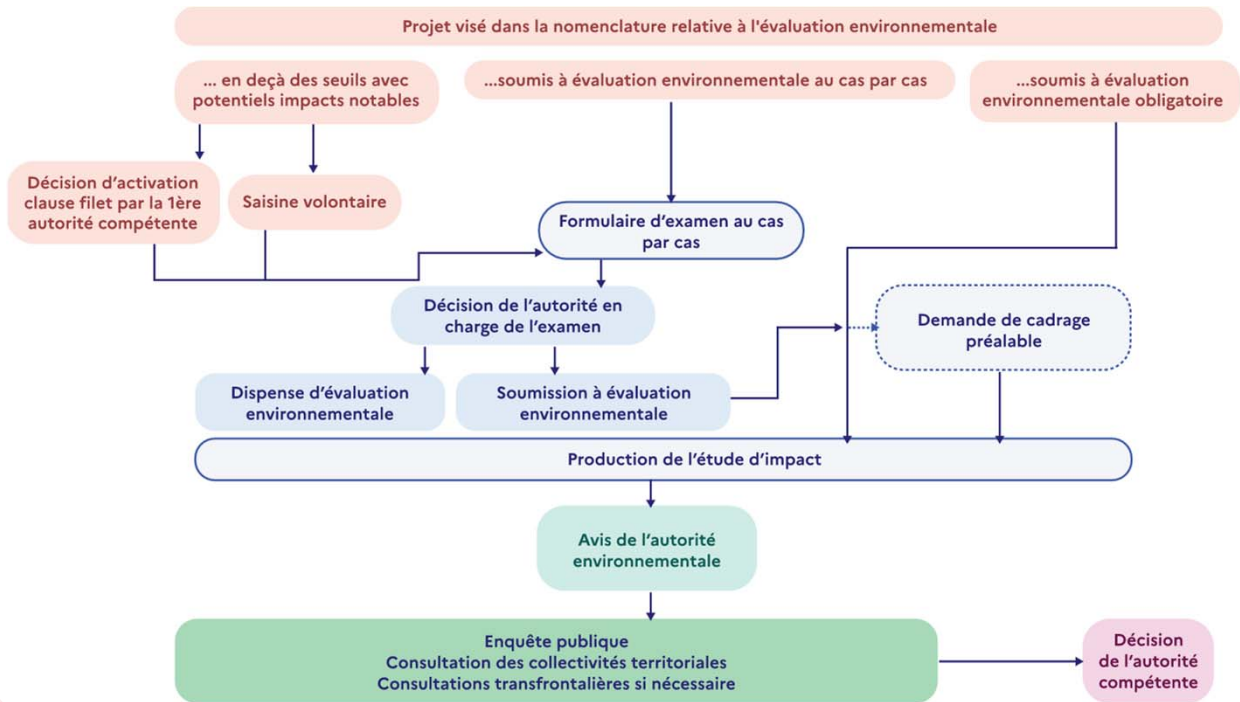 Projet visé dans la nomenclature relative à l'évaluation environnementale
... en deçà des seuils avec
potentiels impacts notables
...soumis à évaluation environnementale au cas par cas
...soumis à évaluation
environnementale obligatoire
Décision d’activation
clause filet par la 1ère
autorité compétente
Saisine volontaire
Formulaire d’examen au cas
par cas
Décision de l’autorité en
charge de l’examen
Demande de cadrage
préalable
Dispense d’évaluation
environnementale
Soumission à évaluation
environnementale
Production de l’étude d’impact
Avis de l’autorité
environnementale
Enquête publique
Consultation des collectivités territoriales
Consultations transfrontalières si nécessaire
Décision
de l’autorité
compétente